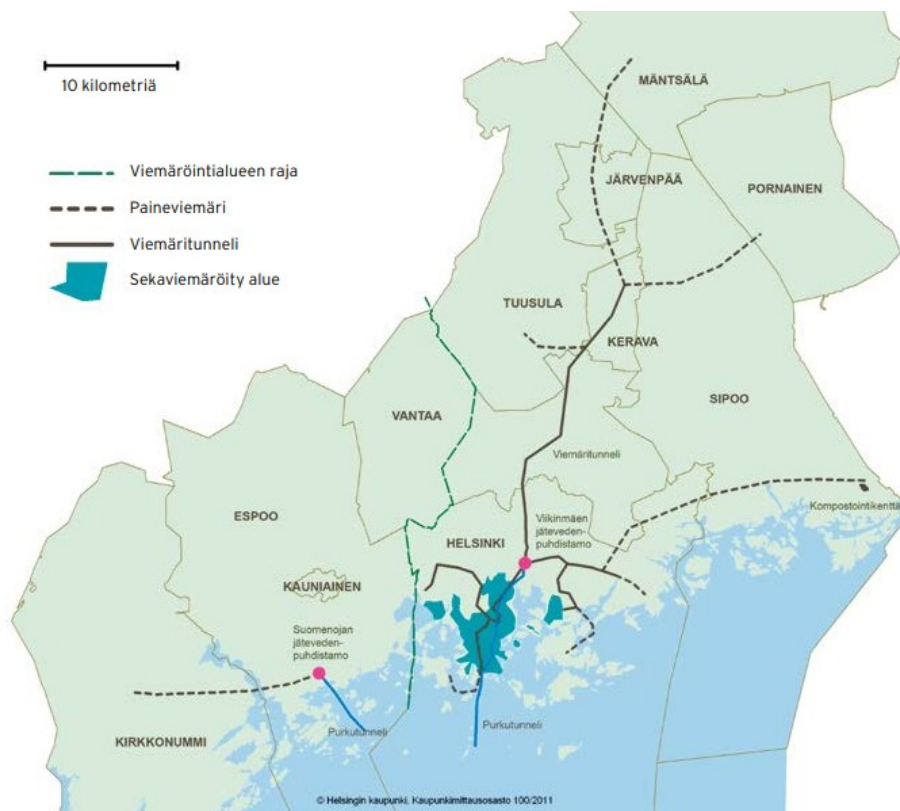 10 kilometriä
Viemäröintialueen raja
Paineviemäri
Viemäritunneli
Sekaviemäröity alue
MÄNTSÄLÄ
JÄRVENPÄÄ
PORNAINEN
TUUSULA
KERAVA
SIPOO
VANTAA
Viemäritunneli
Kompostointikenttä
ESPOO
HELSINKI
Viikinmäen
jäteveden-
puhdistamo
KAUNIAINEN
Suomenojan
jäteveden-
puhdistamo
Purkutunneli
Purkutunneli
KIRKKONUMMI
© Helsingin kaupunki, Kaupunkimittausosasto 100/2011